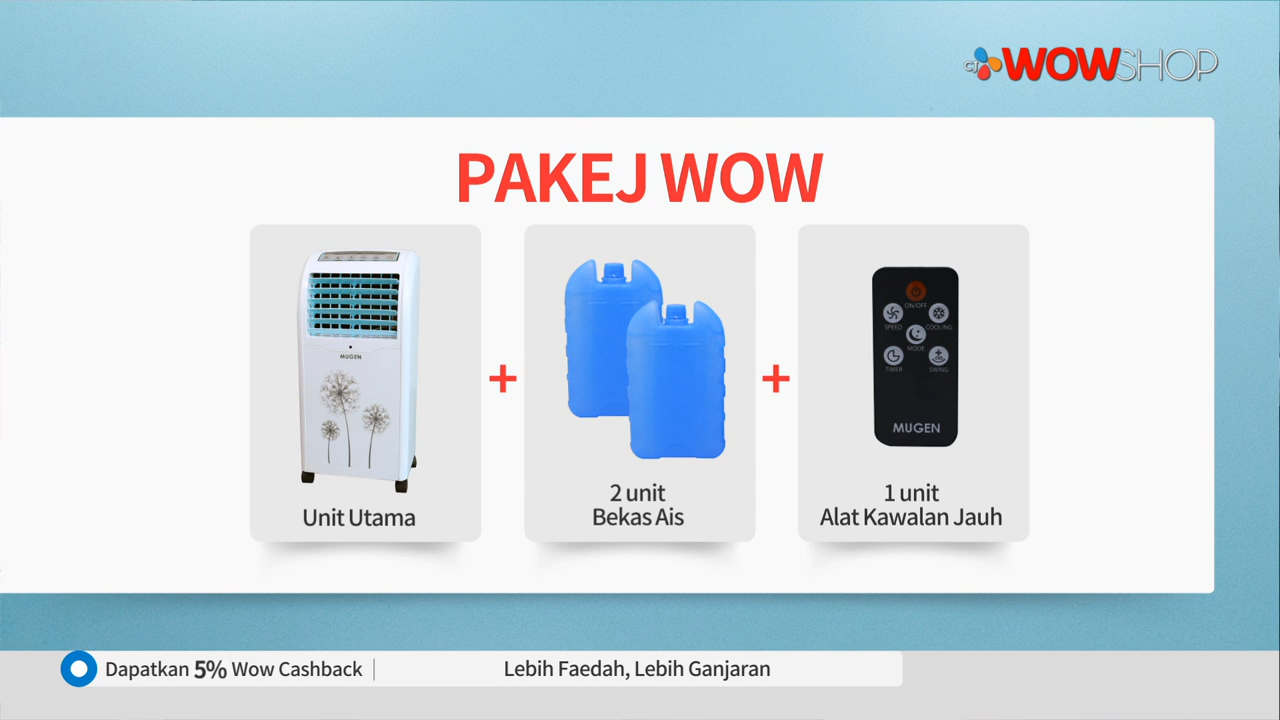 CJ WOWSHOP
PAKEJ WOW
MUGEN
Unit Utama
+
2 unit
Bekas Ais
+
ON/OFF
SPEED COOLING
MODE
TIMER SWING
MUGEN
1 unit
Alat Kawalan Jauh
Dapatkan 5% Wow Cashback | Lebih Faedah, Lebih Ganjaran